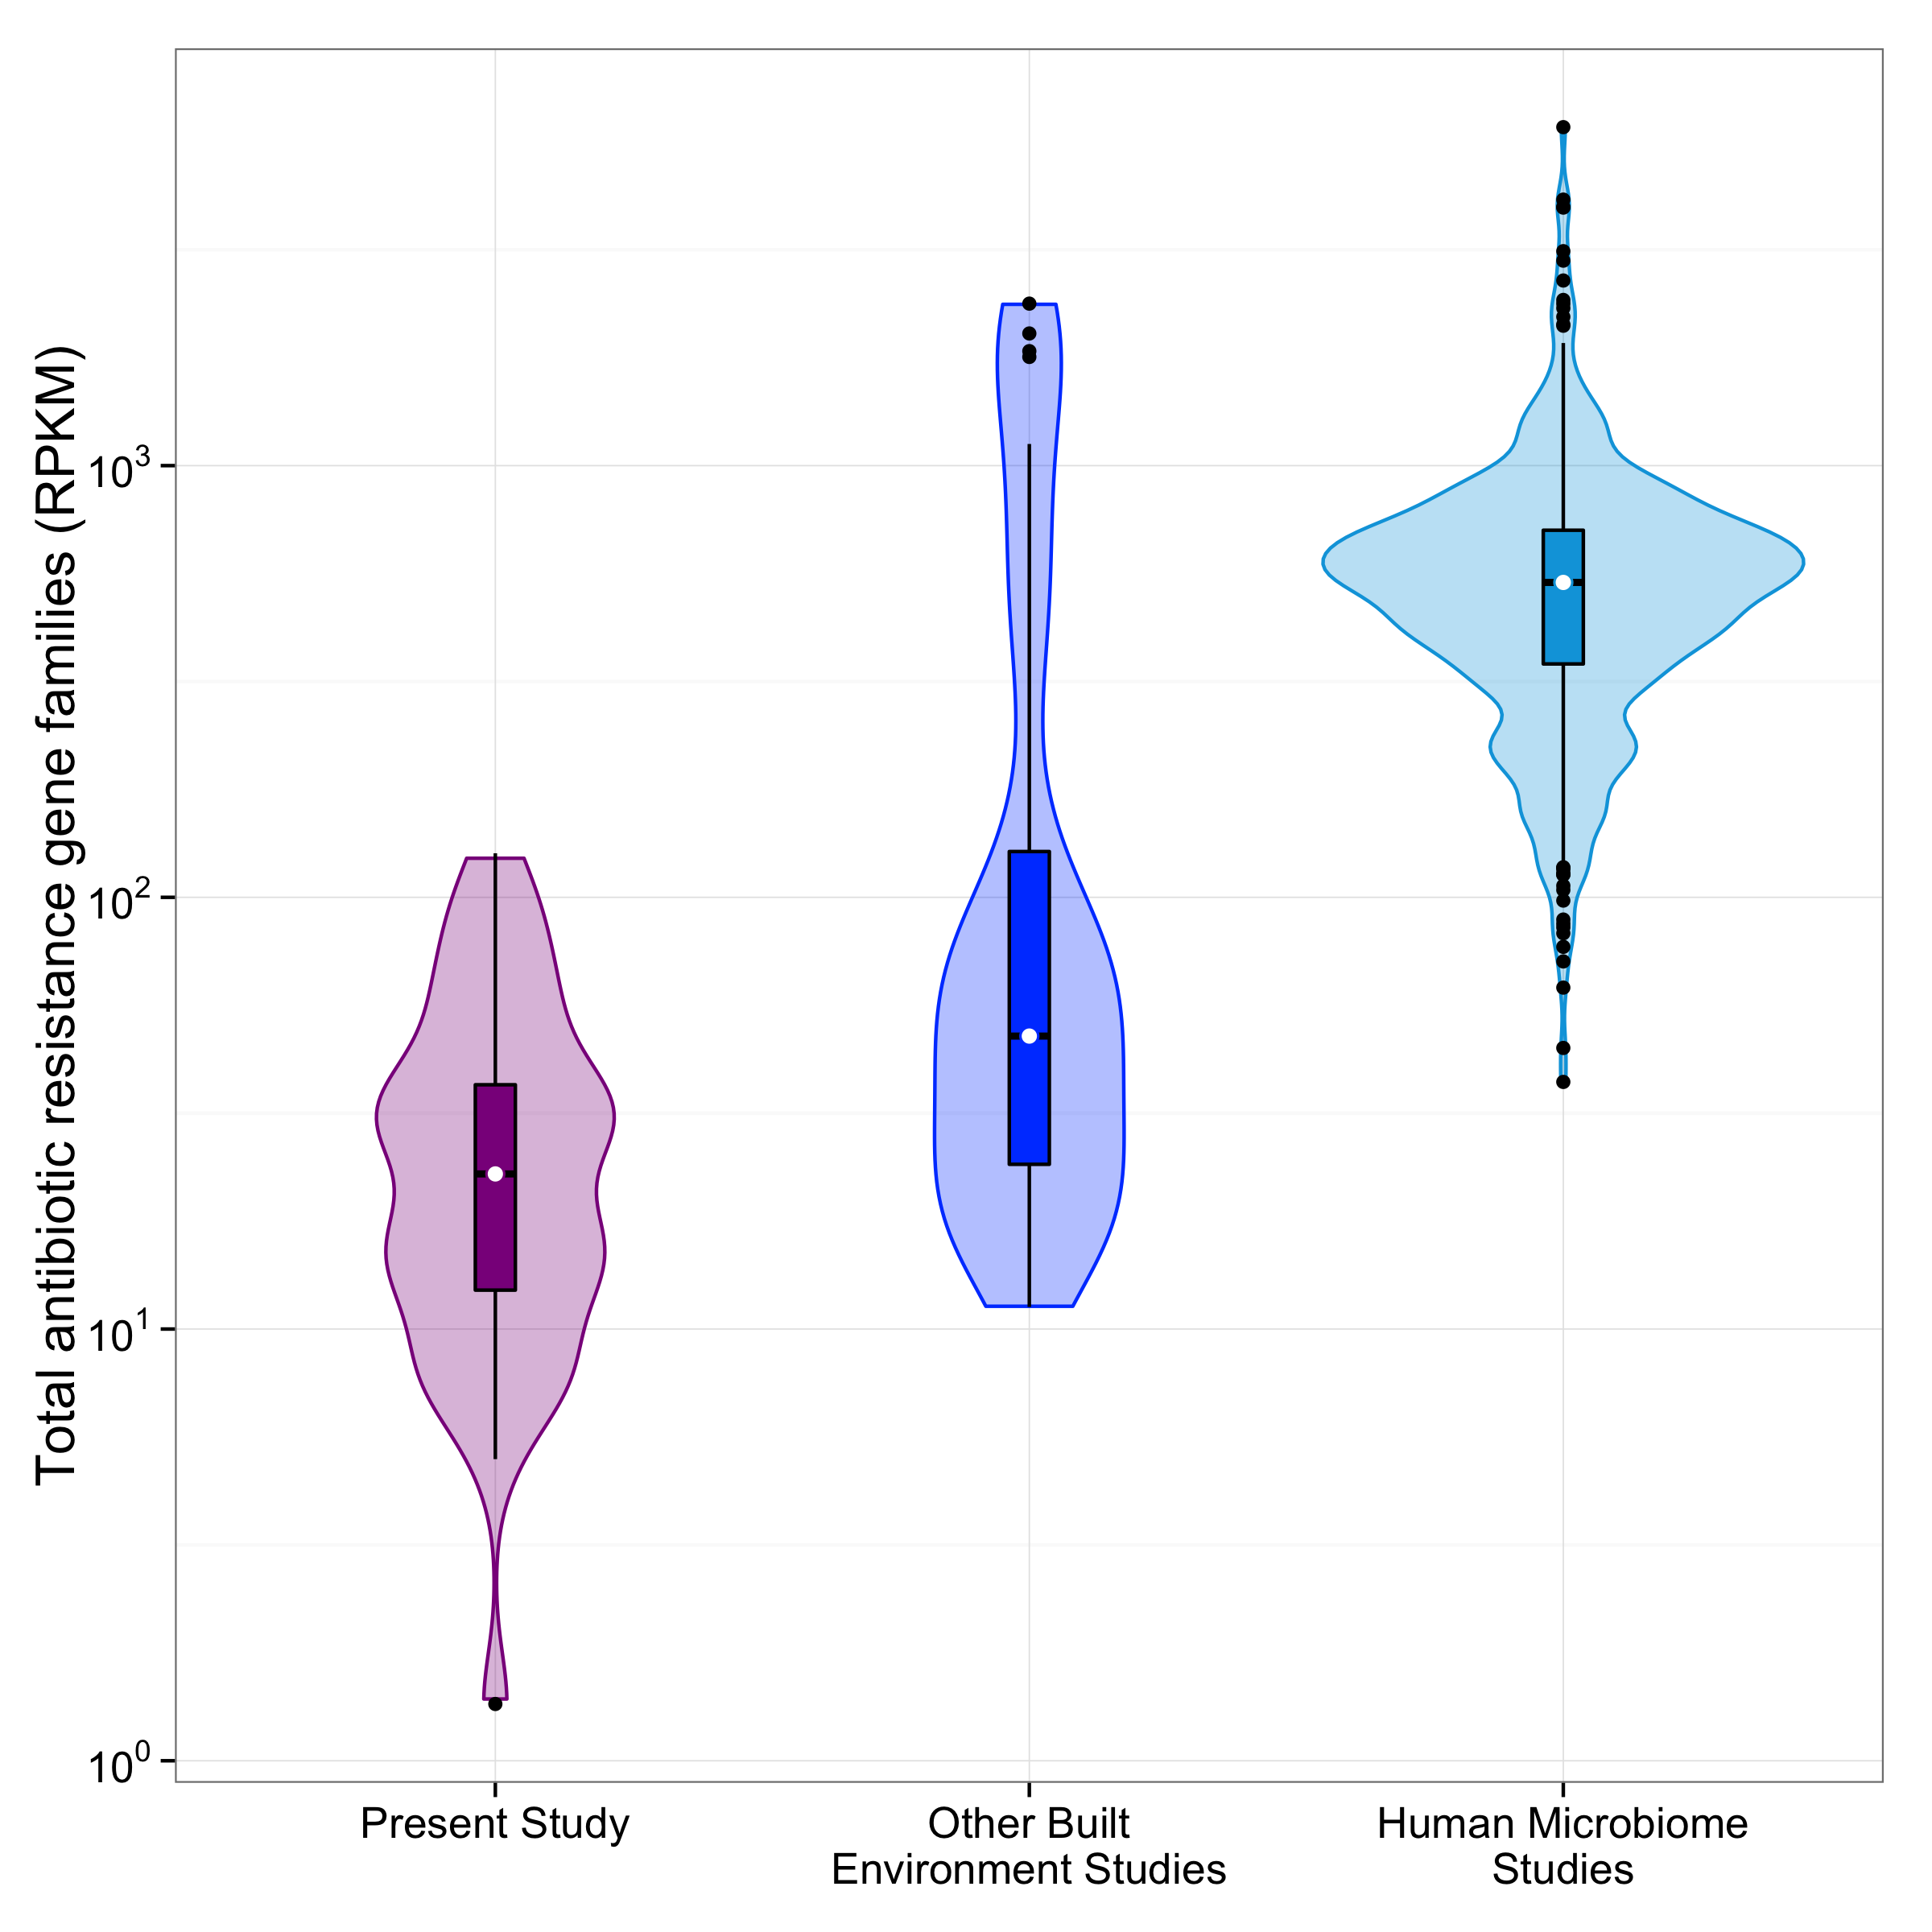 Total antibiotic resistance gene families (RPKM)
10³
10²
10¹
10⁰
Present Study
Other Built
Environment Studies
Human Microbiome
Studies